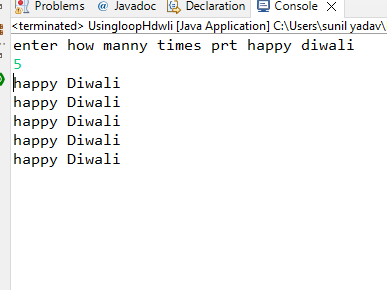 Problems @ Javadoc Declaration Console
<terminated> UsingloopHdwli [Java Application] C:\Users\sunil yadav\
enter how manny times prt happy diwali
5
happy Diwali
happy Diwali
happy Diwali
happy Diwali
happy Diwali